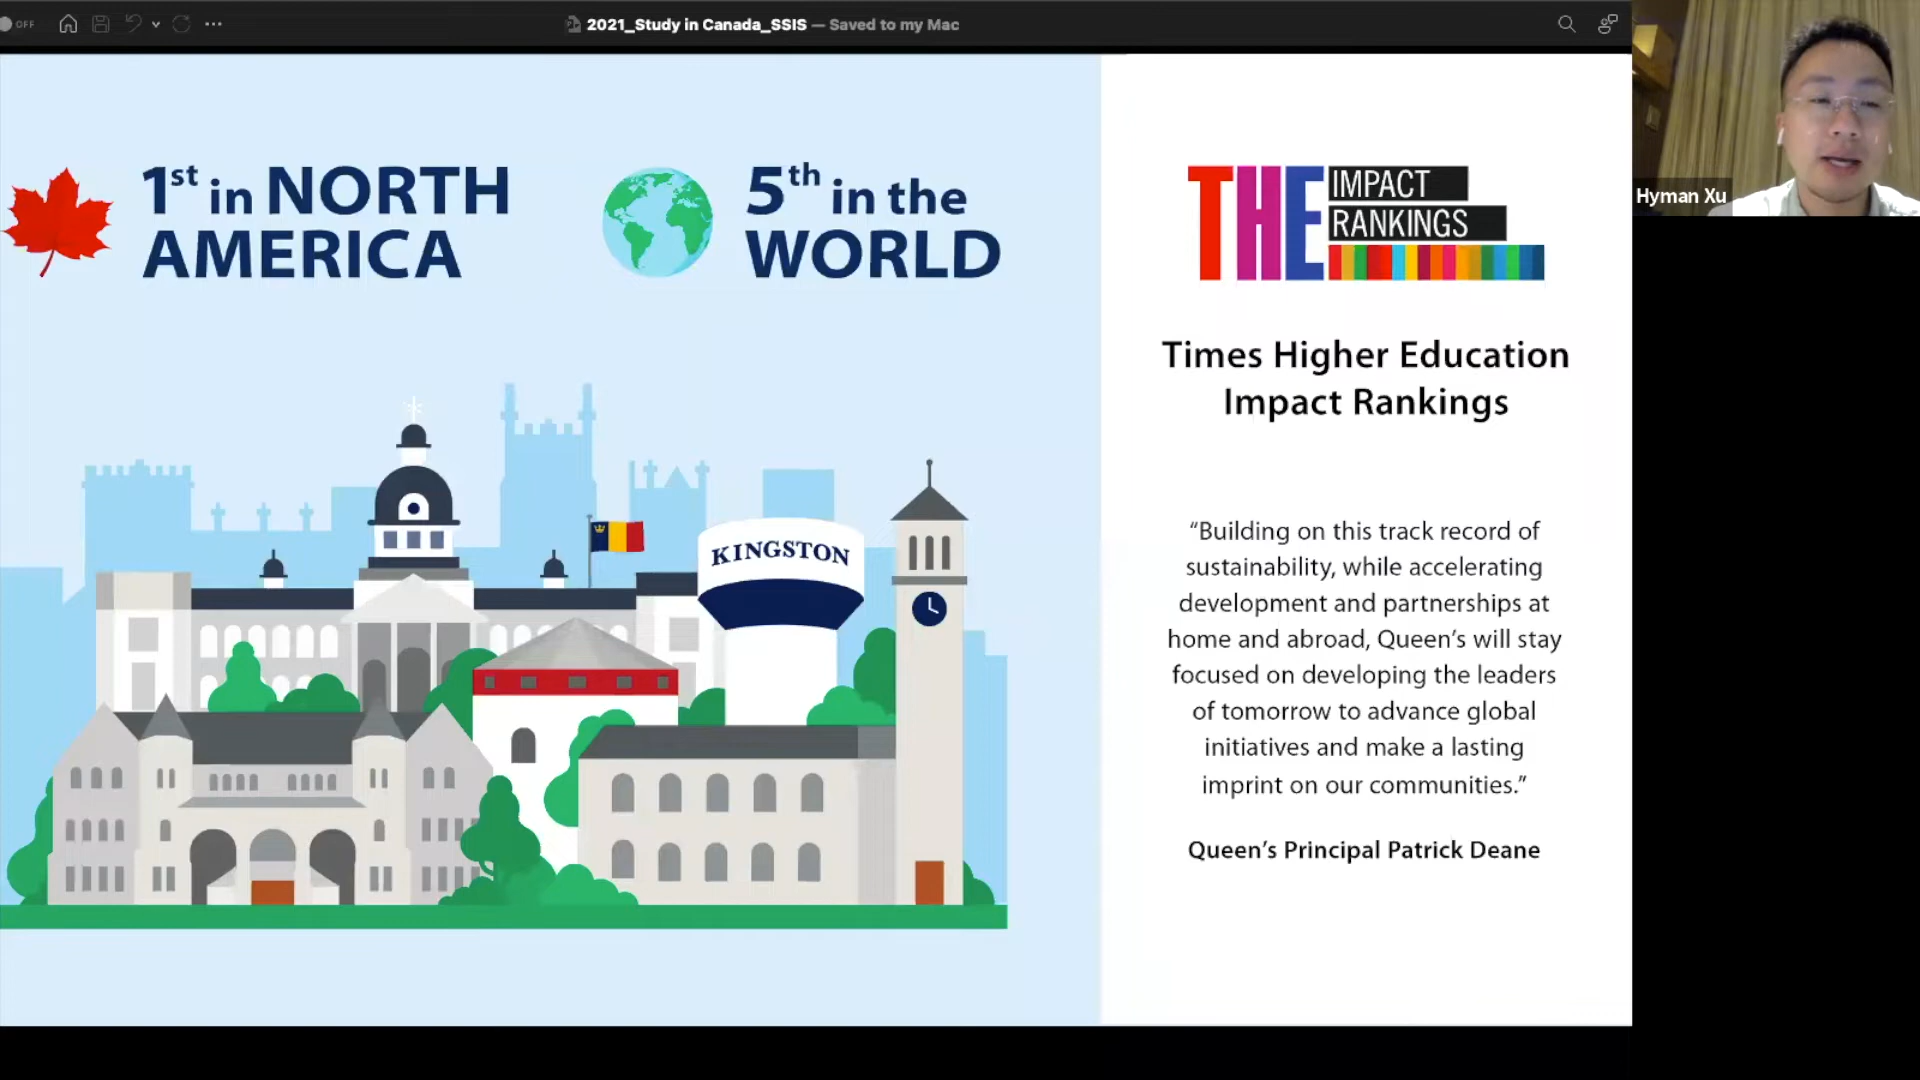 OFF
2021_Study in Canada_SSIS — Saved to my Mac
1st in NORTH
AMERICA
5th in the
WORLD
THE IMPACT
RANKINGS
Times Higher Education
Impact Rankings
“Building on this track record of
sustainability, while accelerating
development and partnerships at
home and abroad, Queen’s will stay
focused on developing the leaders
of tomorrow to advance global
initiatives and make a lasting
imprint on our communities.”
Queen’s Principal Patrick Deane
KINGSTON
Hyman Xu